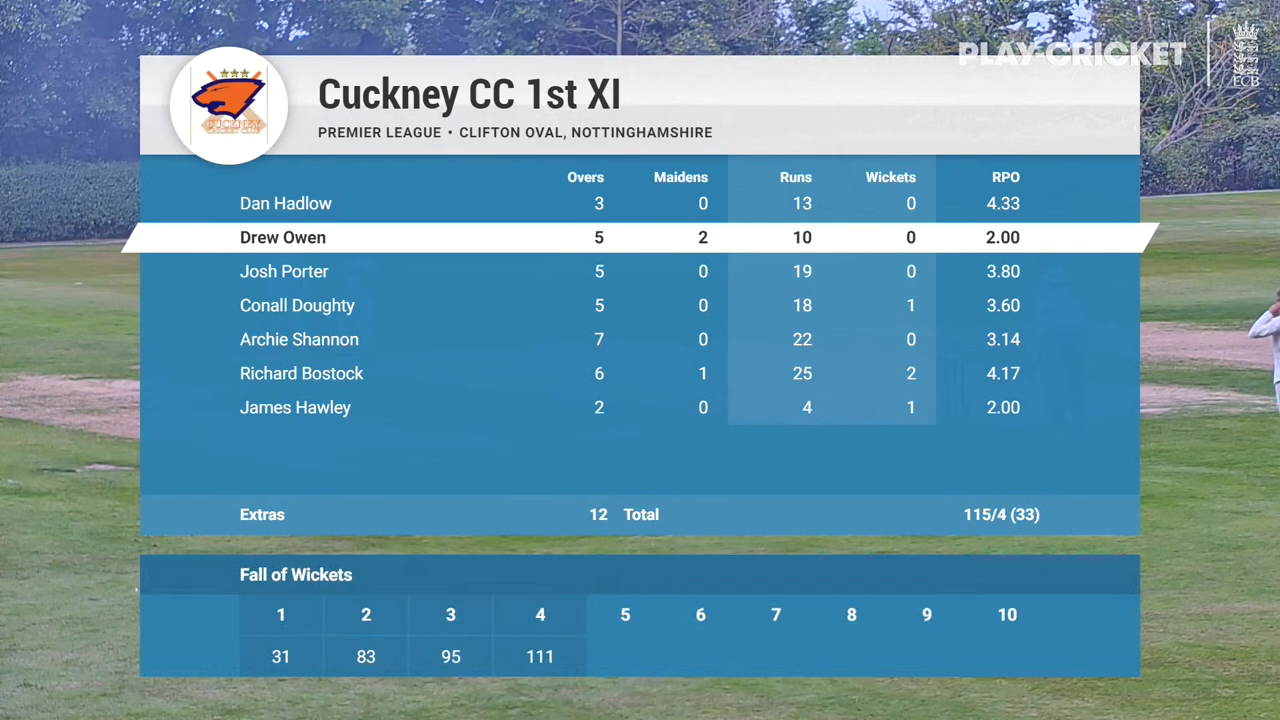 PLAY-CRICKET
ECB
CUCKNEY
CRICKET CLUB
Cuckney CC 1st XI
PREMIER LEAGUE • CLIFTON OVAL, NOTTINGHAMSHIRE
Overs Maidens Runs Wickets RPO
Dan Hadlow 3 0 13 0 4.33
Drew Owen 5 2 10 0 2.00
Josh Porter 5 0 19 0 3.80
Conall Doughty 5 0 18 1 3.60
Archie Shannon 7 0 22 0 3.14
Richard Bostock 6 1 25 2 4.17
James Hawley 2 0 4 1 2.00
Extras 12 Total 115/4 (33)
Fall of Wickets
1 2 3 4 5 6 7 8 9 10
31 83 95 111